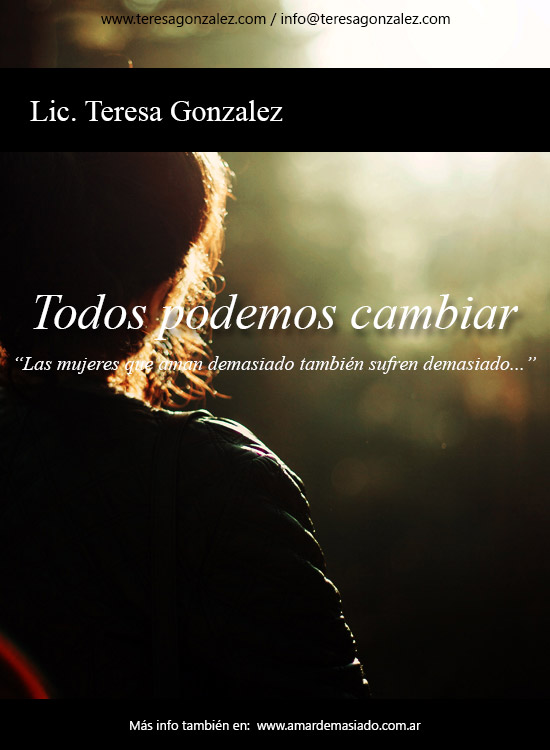 www.teresagonzalez.com / info@teresagonzalez.com
Lic. Teresa Gonzalez
Todos podemos cambiar
“Las mujeres que aman demasiado también sufren demasiado...”
Más info también en: www.amardemasiado.com.ar